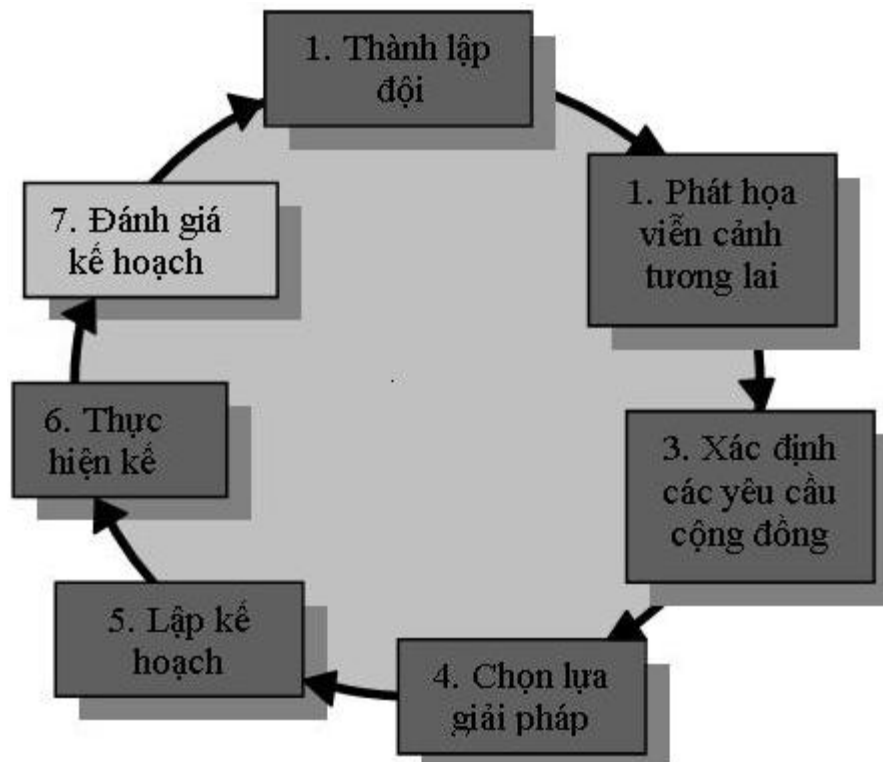 1. Thành lập
đội
1. Phát họa
viễn cảnh
tương lai
3. Xác định
các yêu cầu
cộng đồng
4. Chọn lựa
giải pháp
5. Lập kế
hoạch
6. Thực
hiện kế
7. Đánh giá
kế hoạch